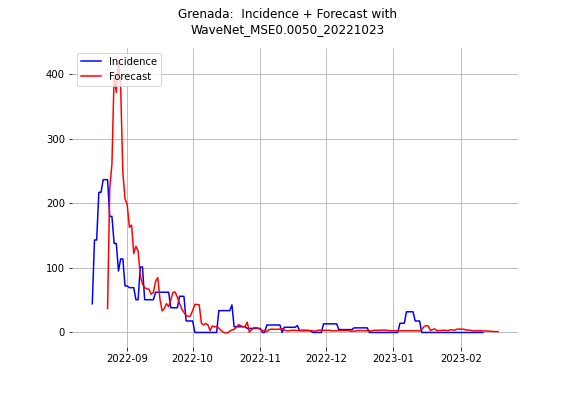 Grenada: Incidence + Forecast with
WaveNet_MSE0.0050_20221023
Incidence
Forecast
400
300
200
100
0
2022-09 2022-10 2022-11 2022-12 2023-01 2023-02